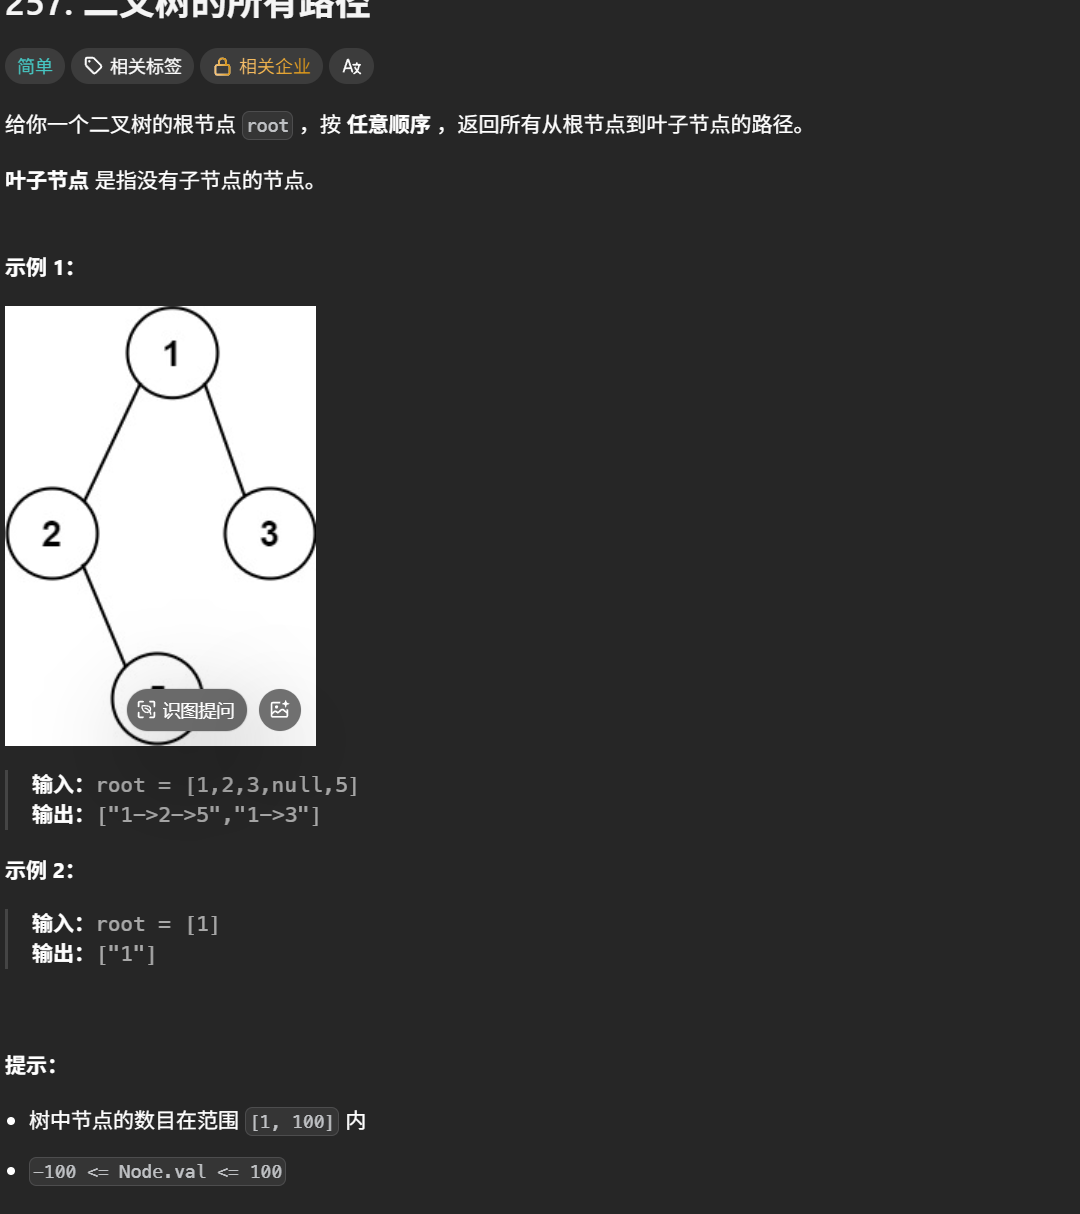 257. 二叉树的所有路径
简单 相关标签 相关企业
给你一个二叉树的根节点 root ，按 任意顺序 ，返回所有从根节点到叶子节点的路径。
叶子节点 是指没有子节点的节点。
示例 1：
1
2 3
识图提问
输入：root = [1,2,3,null,5]
输出：["1->2->5","1->3"]
示例 2：
输入：root = [1]
输出：["1"]
提示：
• 树中节点的数目在范围 [1, 100] 内
• -100 <= Node.val <= 100